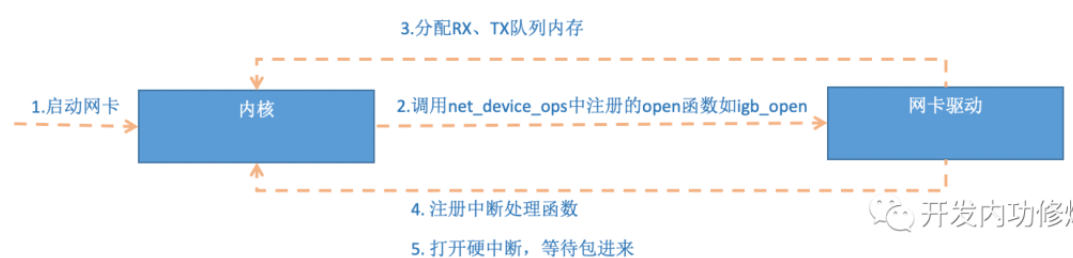 3.分配RX、TX队列内存
1.启动网卡
内核
2.调用net_device_ops中注册的open函数如igb_open
网卡驱动
4. 注册中断处理函数
5. 打开硬中断，等待包进来
开发内功修炼